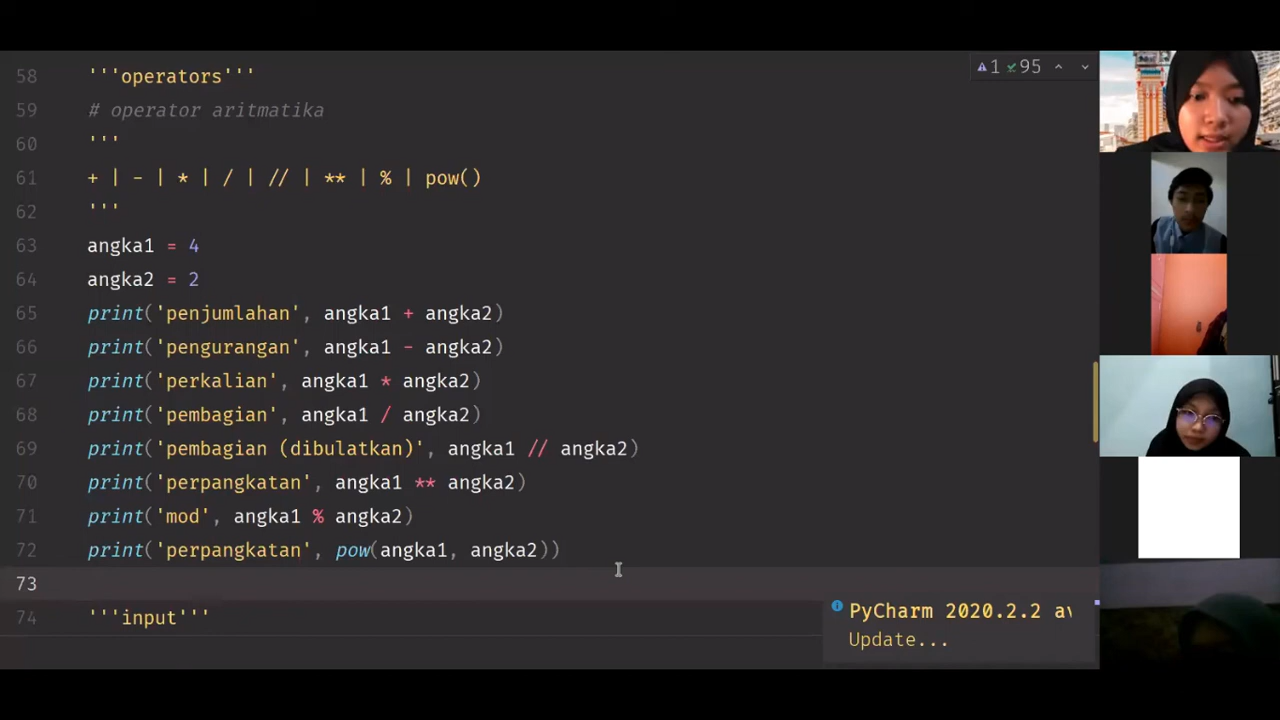 1 95
58 '''operators'''
59 # operator aritmatika
60 '''
61 + | - | * | / | // | ** | % | pow()
62 '''
63 angka1 = 4
64 angka2 = 2
65 print('penjumlahan', angka1 + angka2)
66 print('pengurangan', angka1 - angka2)
67 print('perkalian', angka1 * angka2)
68 print('pembagian', angka1 / angka2)
69 print('pembagian (dibulatkan)', angka1 // angka2)
70 print('perpangkatan', angka1 ** angka2)
71 print('mod', angka1 % angka2)
72 print('perpangkatan', pow(angka1, angka2))
73
74 '''input'''
PyCharm 2020.2.2 av
Update...